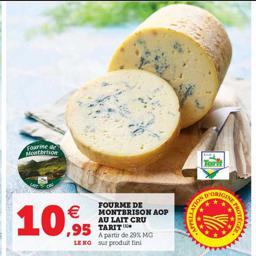 Fourme de
Montbrison
Tarit
APPELLATION D'ORIGINE PROTÉGÉE
10€,95
LE KG
FOURME DE
MONTBRISON AOP
AU LAIT CRU
TARIT
A partir de 29% MG
sur produit fini